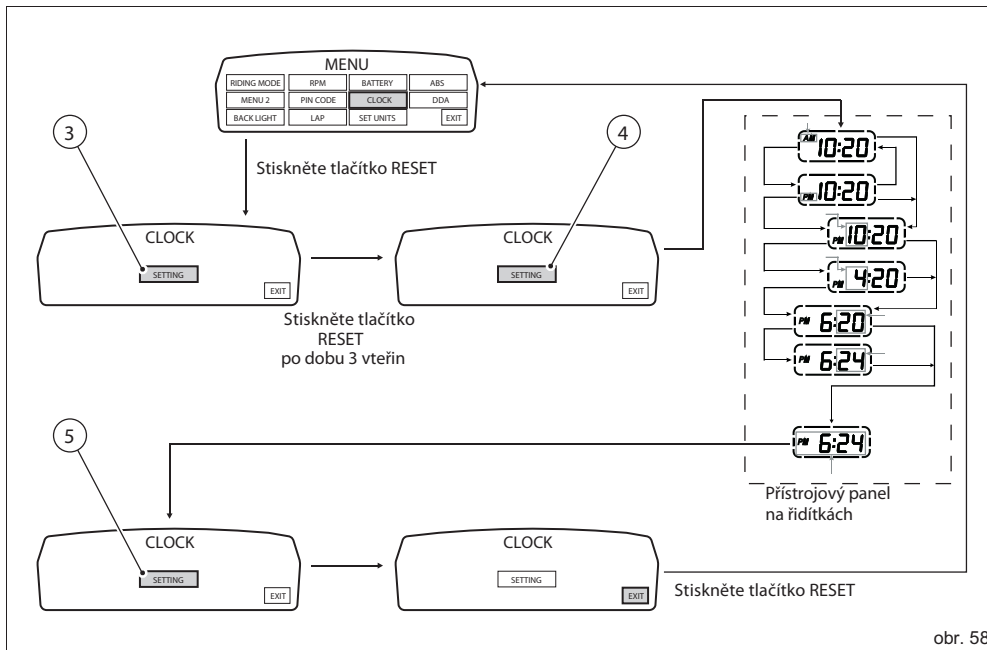 MENU
RIDING MODE RPM BATTERY ABS
MENU 2 PIN CODE CLOCK DDA
BACK LIGHT LAP SET UNITS EXIT
3
4
Stiskněte tlačítko RESET
CLOCK
SETTING
EXIT
CLOCK
SETTING
EXIT
Stiskněte tlačítko
RESET
po dobu 3 vteřin
AM 10:20
PM 10:20
PM 10:20
PM 4:20
PM 6:20
PM 6:24
PM 6:24
Přístrojový panel
na řidítkách
5
CLOCK
SETTING
EXIT
CLOCK
SETTING
EXIT
Stiskněte tlačítko RESET
obr. 58